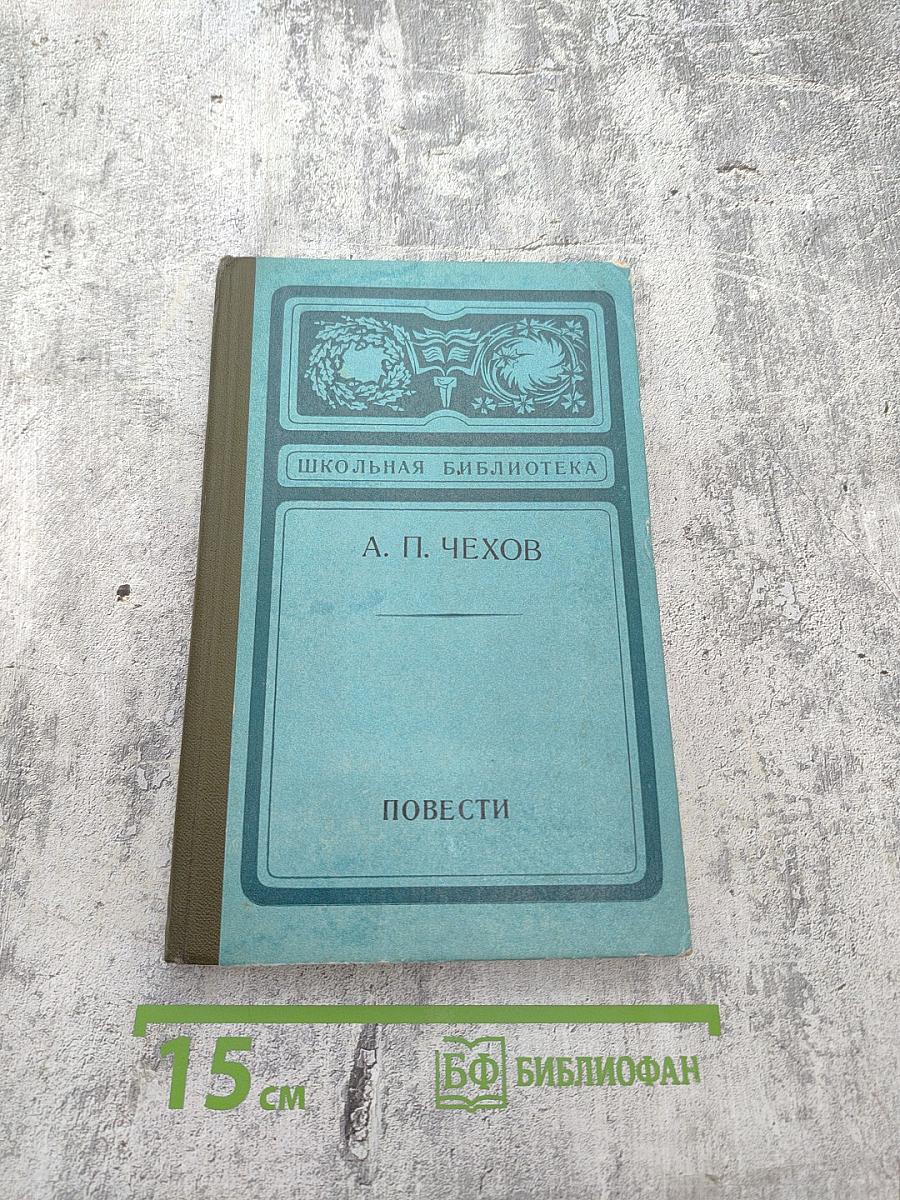 ШКОЛЬНАЯ БИБЛИОТЕКА
А. П. ЧЕХОВ
ПОВЕСТИ
15 см
БФ БИБЛИОФАН